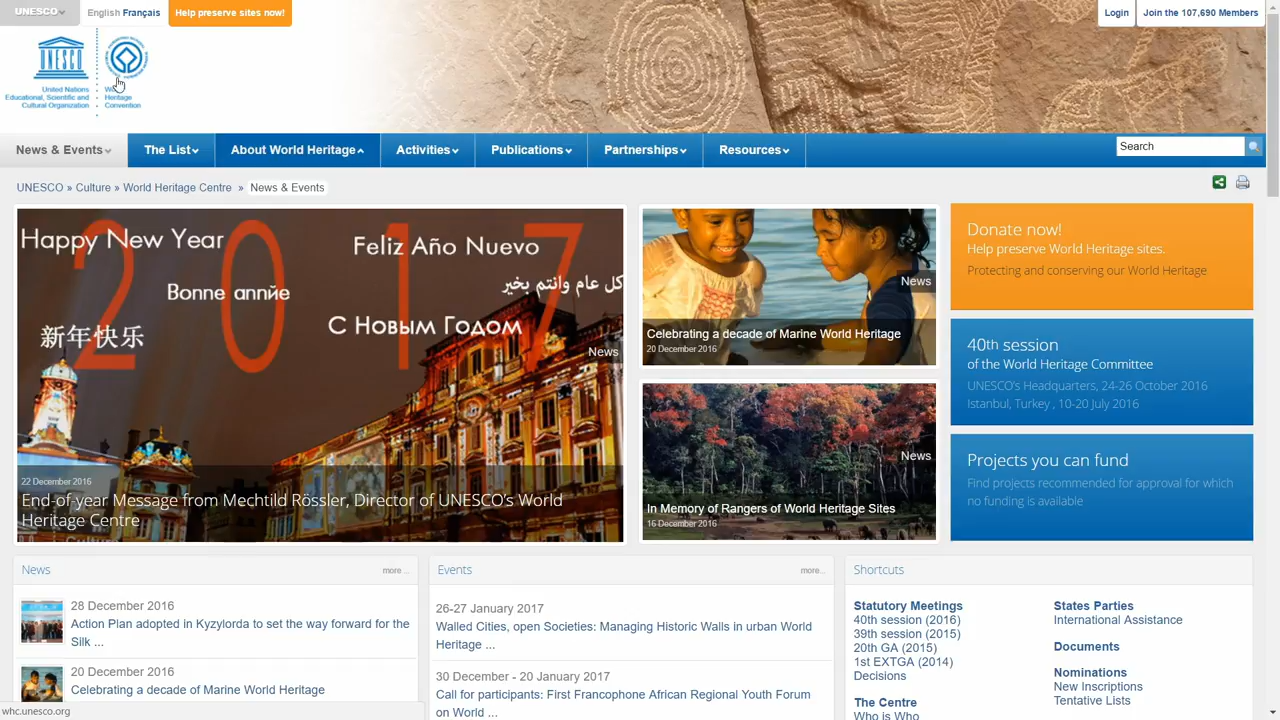 UNESCO
English Français
Help preserve sites now!
Login
Join the 107,690 Members
UNESCO
United Nations
Educational, Scientific and
Cultural Organization
Heritage
Convention
News & Events
The List
About World Heritage
Activities
Publications
Partnerships
Resources
Search
UNESCO » Culture » World Heritage Centre » News & Events
2017
Happy New Year
Feliz Año Nuevo
Bonne année
كل عام وانتم بخير
新年快乐
С Новым Годом
News
22 December 2016
End-of-year Message from Mechtild Rössler, Director of UNESCO's World
Heritage Centre
News
Celebrating a decade of Marine World Heritage
20 December 2016
News
In Memory of Rangers of World Heritage Sites
16 December 2016
Donate now!
Help preserve World Heritage sites.
Protecting and conserving our World Heritage
40th session
of the World Heritage Committee
UNESCO's Headquarters, 24-26 October 2016
Istanbul, Turkey , 10-20 July 2016
Projects you can fund
Find projects recommended for approval for which
no funding is available
News
more ...
28 December 2016
Action Plan adopted in Kyzylorda to set the way forward for the
Silk ...
20 December 2016
Celebrating a decade of Marine World Heritage
Events
more...
26-27 January 2017
Walled Cities, open Societies: Managing Historic Walls in urban World
Heritage ...
30 December - 20 January 2017
Call for participants: First Francophone African Regional Youth Forum
on World ...
Shortcuts
Statutory Meetings
40th session (2016)
39th session (2015)
20th GA (2015)
1st EXTGA (2014)
Decisions
The Centre
Who is Who
States Parties
International Assistance
Documents
Nominations
New Inscriptions
Tentative Lists
whc.unesco.org